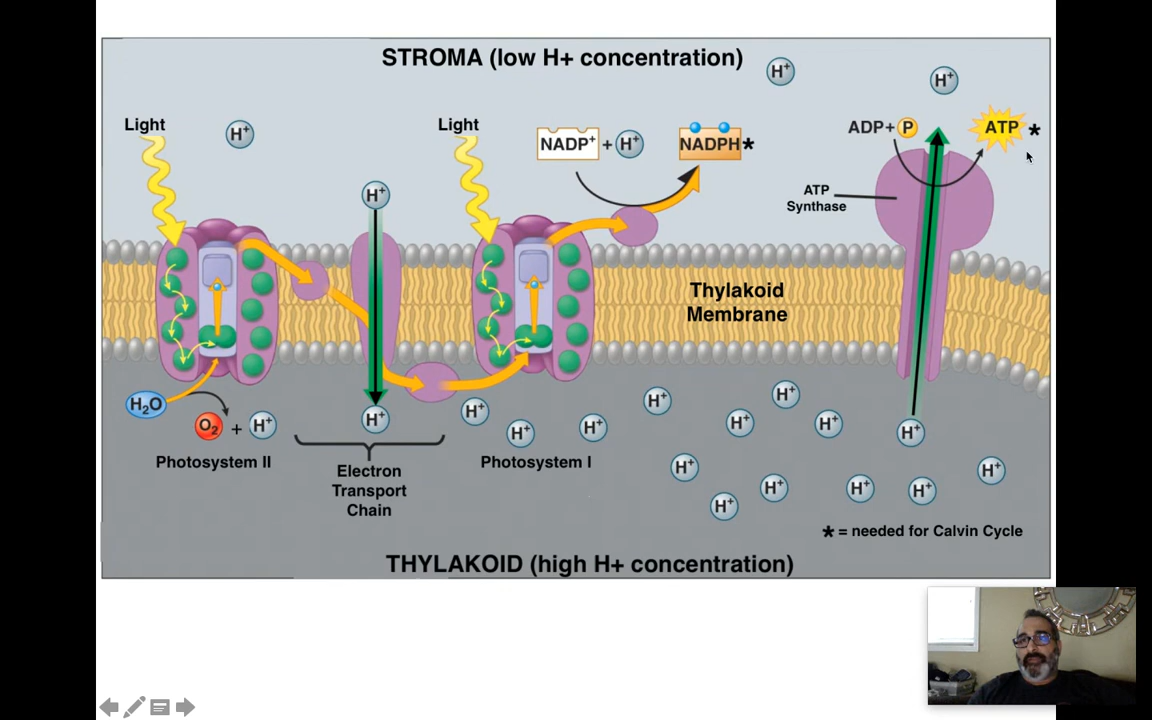 STROMA (low H+ concentration)
H+
H+
Light
H+
Light
NADP+ + H+
NADPH*
ADP+ P
ATP *
H+
ATP
Synthase
Thylakoid
Membrane
H2O
O2 + H+
H+
H+
H+
H+
H+
H+
H+
H+
H+
Photosystem II
Photosystem I
Electron
Transport
Chain
H+
H+
H+
H+
H+
H+
* = needed for Calvin Cycle
THYLAKOID (high H+ concentration)